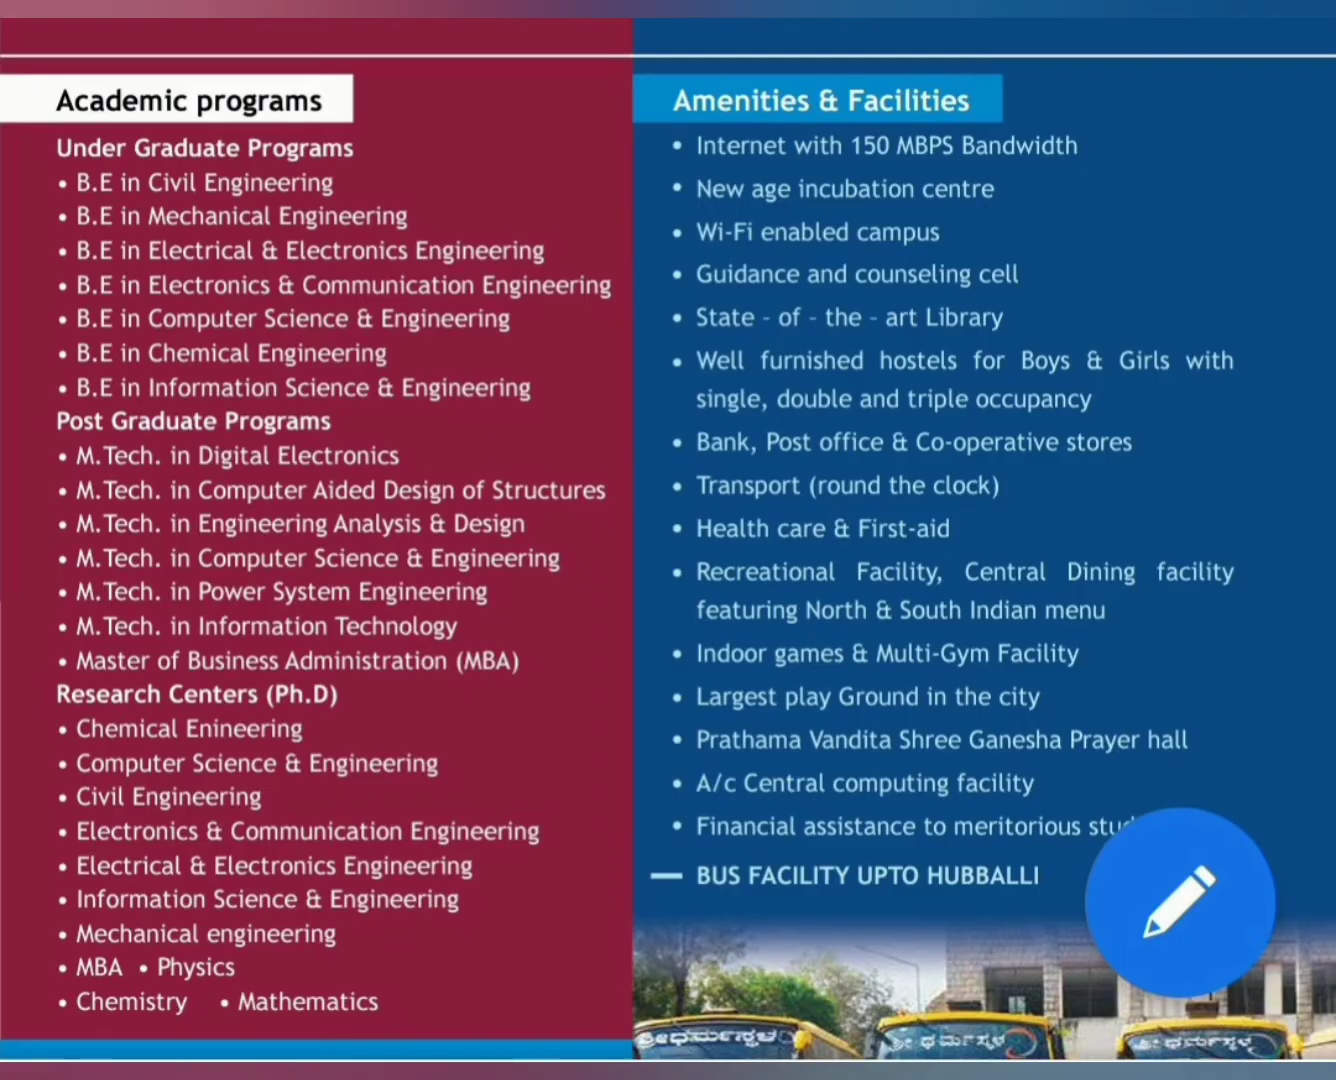 Academic programs
Under Graduate Programs
• B.E in Civil Engineering
• B.E in Mechanical Engineering
• B.E in Electrical & Electronics Engineering
• B.E in Electronics & Communication Engineering
• B.E in Computer Science & Engineering
• B.E in Chemical Engineering
• B.E in Information Science & Engineering
Post Graduate Programs
• M.Tech. in Digital Electronics
• M.Tech. in Computer Aided Design of Structures
• M.Tech. in Engineering Analysis & Design
• M.Tech. in Computer Science & Engineering
• M.Tech. in Power System Engineering
• M.Tech. in Information Technology
• Master of Business Administration (MBA)
Research Centers (Ph.D)
• Chemical Enineering
• Computer Science & Engineering
• Civil Engineering
• Electronics & Communication Engineering
• Electrical & Electronics Engineering
• Information Science & Engineering
• Mechanical engineering
• MBA • Physics
• Chemistry • Mathematics
Amenities & Facilities
• Internet with 150 MBPS Bandwidth
• New age incubation centre
• Wi-Fi enabled campus
• Guidance and counseling cell
• State - of - the - art Library
• Well furnished hostels for Boys & Girls with
single, double and triple occupancy
• Bank, Post office & Co-operative stores
• Transport (round the clock)
• Health care & First-aid
• Recreational Facility, Central Dining facility
featuring North & South Indian menu
• Indoor games & Multi-Gym Facility
• Largest play Ground in the city
• Prathama Vandita Shree Ganesha Prayer hall
• A/c Central computing facility
• Financial assistance to meritorious
— BUS FACILITY UPTO HUBBALLI
ಶ್ರೀ ಧರ್ಮಸ್ಥಳ
ಶ್ರೀ ಧರ್ಮಸ್ಥಳ
ಶ್ರೀ ಧರ್ಮಸ್ಥಳ